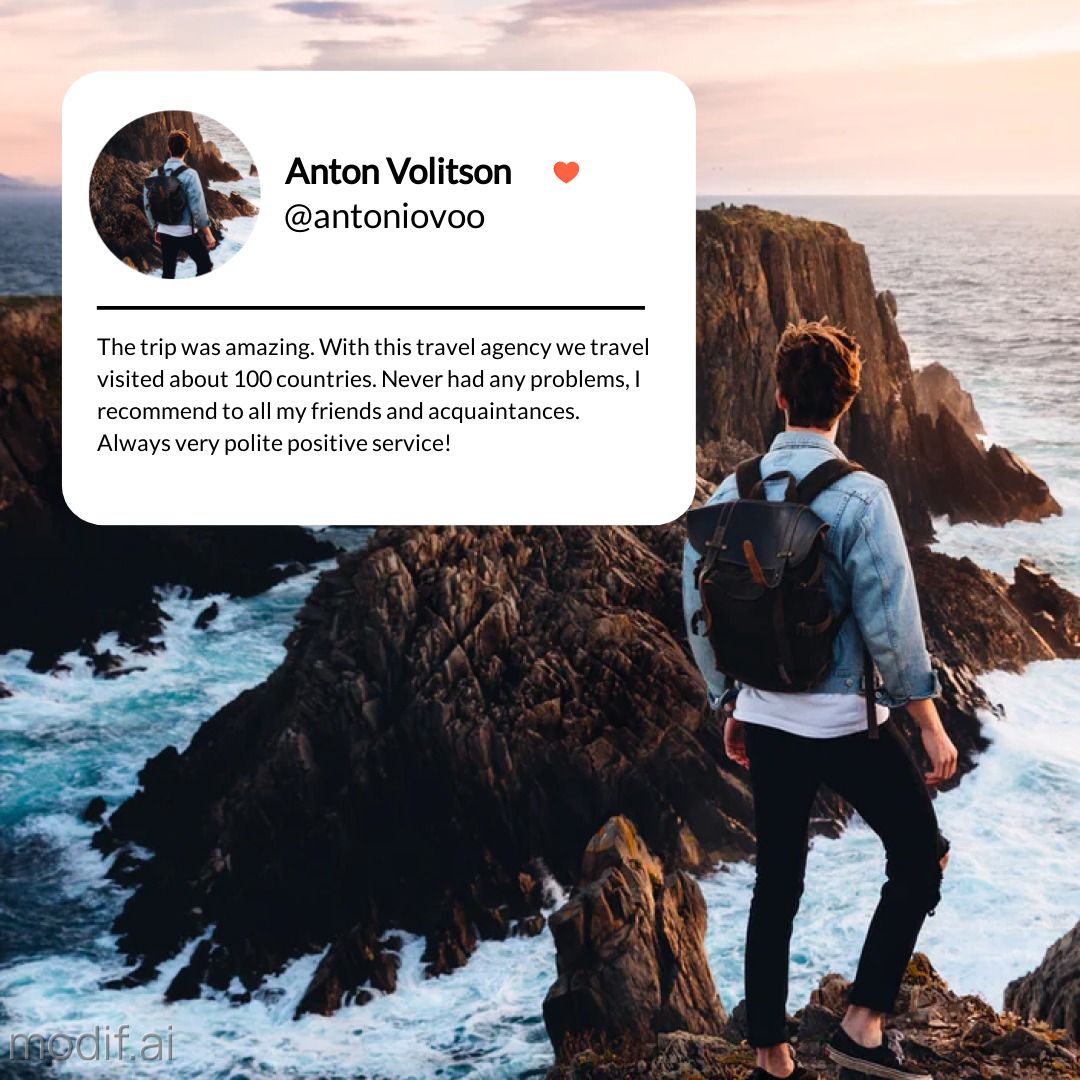 Anton Volitson
@antoniovoo
The trip was amazing. With this travel agency we travel
visited about 100 countries. Never had any problems, I
recommend to all my friends and acquaintances.
Always very polite positive service!
modif.ai